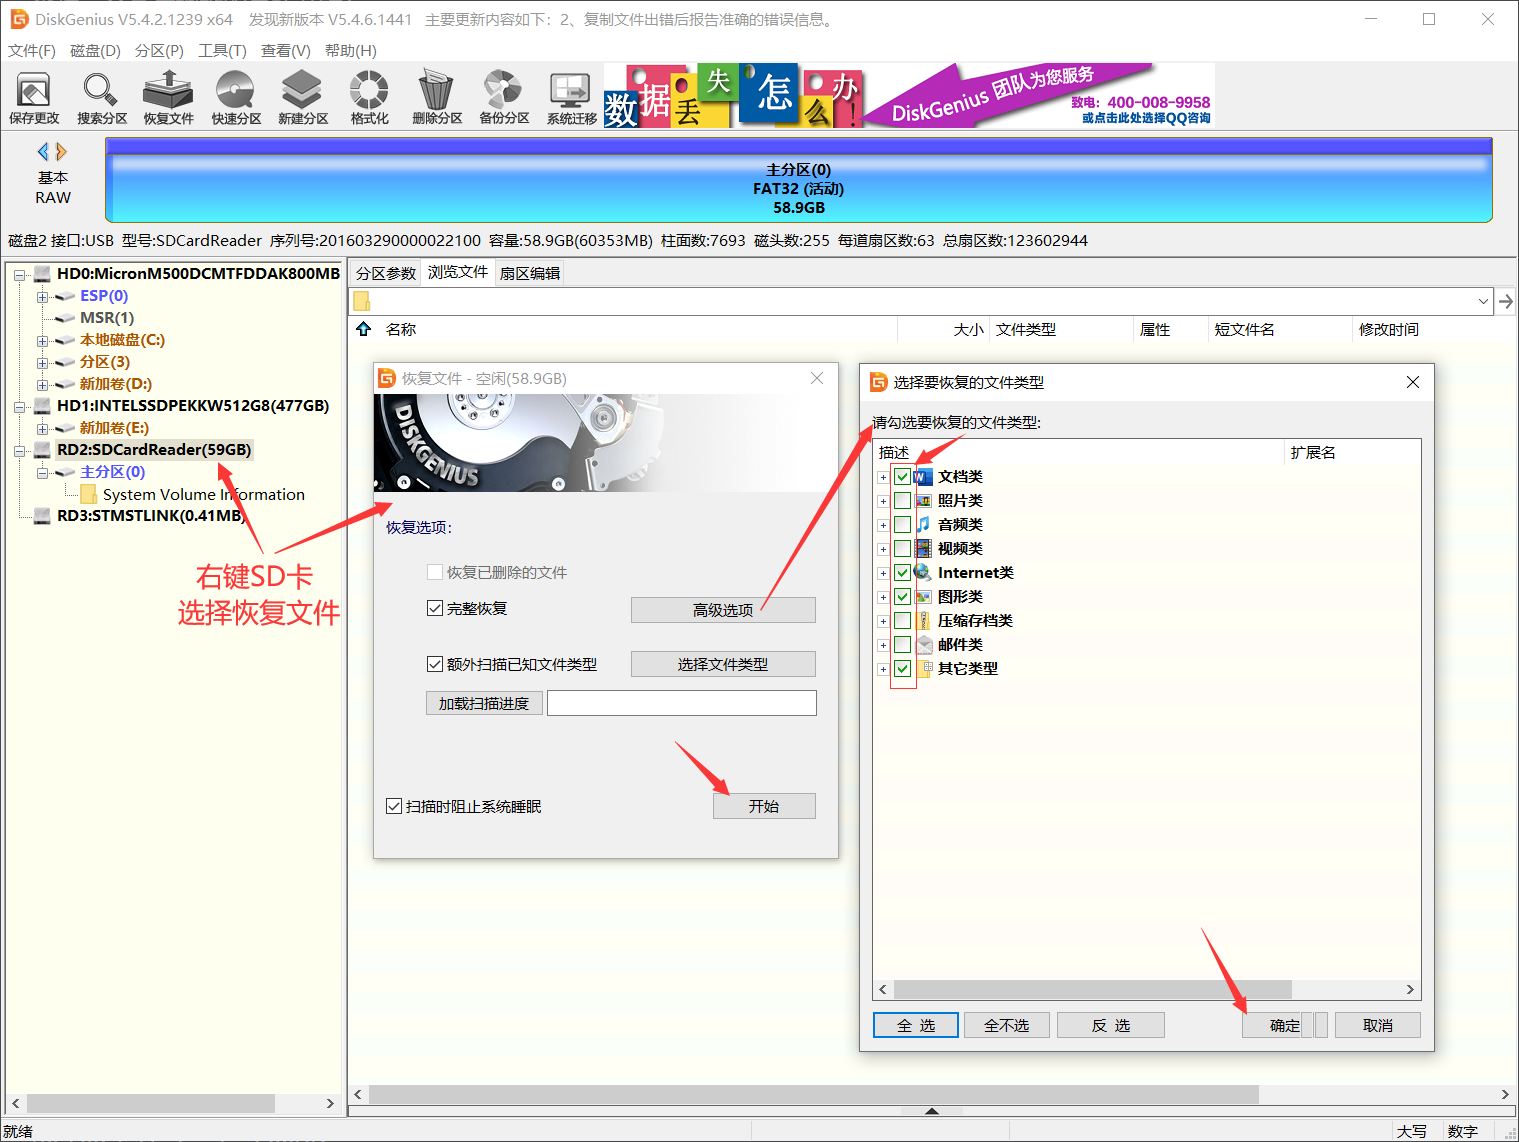 DiskGenius V5.4.2.1239 x64 发现新版本 V5.4.6.1441 主要更新内容如下：2、复制文件出错后报告准确的错误信息。
文件(F) 磁盘(D) 分区(P) 工具(T) 查看(V) 帮助(H)
保存更改 搜索分区 恢复文件 快速分区 新建分区 格式化 删除分区 备份分区 系统迁移
数据丢失怎么办!
DiskGenius 团队为您服务
致电：400-008-9958
或点击此处选择QQ咨询
基本
RAW
主分区(0)
FAT32 (活动)
58.9GB
磁盘2 接口:USB 型号:SDCardReader 序列号:201603290000022100 容量:58.9GB(60353MB) 柱面数:7693 磁头数:255 每道扇区数:63 总扇区数:123602944
HD0:MicronM500DCMTFDDAK800MB
ESP(0)
MSR(1)
本地磁盘(C:)
分区(3)
新加卷(D:)
HD1:INTELSSDPEKKW512G8(477GB)
新加卷(E:)
RD2:SDCardReader(59GB)
主分区(0)
System Volume Information
RD3:STMSTLINK(0.41MB)
右键SD卡
选择恢复文件
分区参数 浏览文件 扇区编辑
名称 大小 文件类型 属性 短文件名 修改时间
恢复文件 - 空闲(58.9GB)
DISKGENIUS
恢复选项:
恢复已删除的文件
完整恢复 高级选项
额外扫描已知文件类型 选择文件类型
加载扫描进度
扫描时阻止系统睡眠 开始
选择要恢复的文件类型
请勾选要恢复的文件类型:
描述 扩展名
文档类
照片类
音频类
视频类
Internet类
图形类
压缩存档类
邮件类
其它类型
全 选 全不选 反 选 确定 取消
就绪 大写 数字